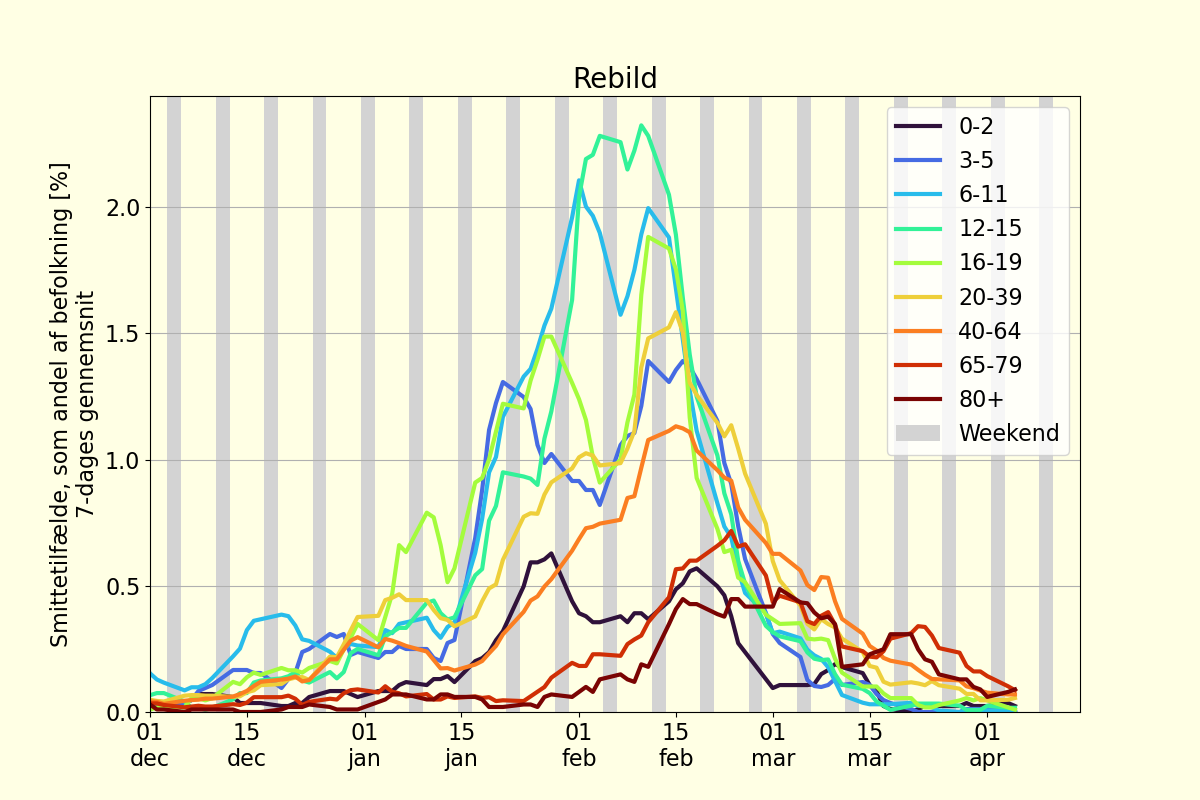 Rebild
Smittetilfælde, som andel af befolkning [%]
7-dages gennemsnit
2.0
1.5
1.0
0.5
0.0
01 15 01 15 01 15 01 15 01
dec dec jan jan feb feb mar mar apr
0-2
3-5
6-11
12-15
16-19
20-39
40-64
65-79
80+
Weekend